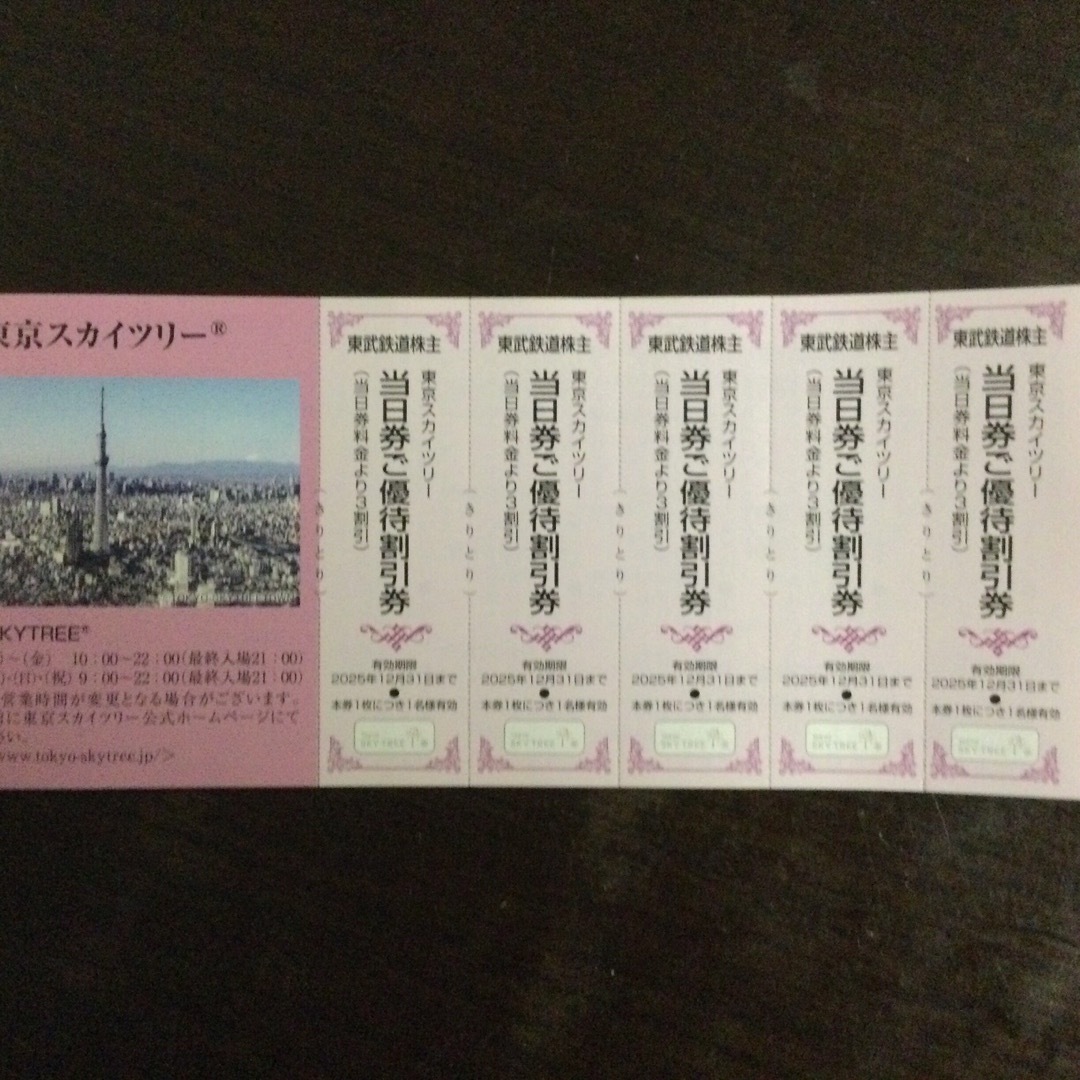 東京スカイツリー®
KYTREE®
～(金) 10：00～22：00(最終入場21：00)
・(日)・(祝) 9：00～22：00(最終入場21：00)
営業時間が変更となる場合がございます。
に東京スカイツリー公式ホームページにて
さい。
www.tokyo-skytree.jp/＞
(きりとり)
東武鉄道株主
東京スカイツリー
当日券ご優待割引券
(当日券料金より3割引)
有効期限
2025年12月31日まで
本券1枚につき1名様有効
SKYTREE
(きりとり)
東武鉄道株主
東京スカイツリー
当日券ご優待割引券
(当日券料金より3割引)
有効期限
2025年12月31日まで
本券1枚につき1名様有効
SKYTREE
(きりとり)
東武鉄道株主
東京スカイツリー
当日券ご優待割引券
(当日券料金より3割引)
有効期限
2025年12月31日まで
本券1枚につき1名様有効
SKYTREE
(きりとり)
東武鉄道株主
東京スカイツリー
当日券ご優待割引券
(当日券料金より3割引)
有効期限
2025年12月31日まで
本券1枚につき1名様有効
SKYTREE
(きりとり)
東武鉄道株主
東京スカイツリー
当日券ご優待割引券
(当日券料金より3割引)
有効期限
2025年12月31日まで
本券1枚につき1名様有効
SKYTREE